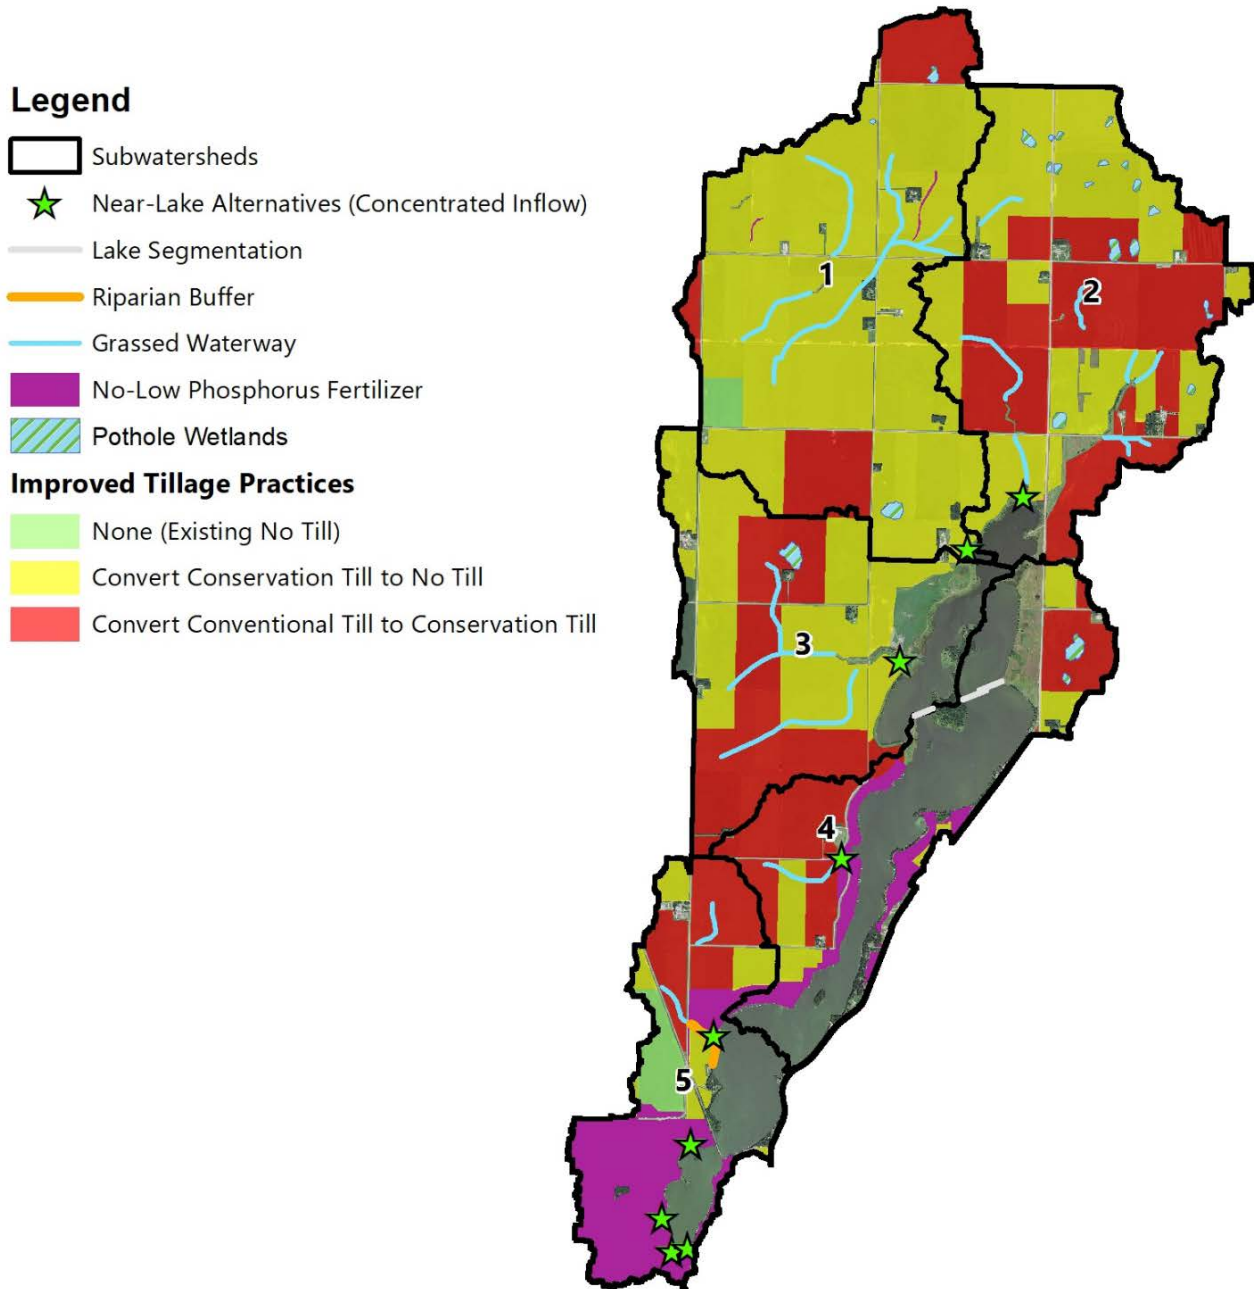 Legend
Subwatersheds
Near-Lake Alternatives (Concentrated Inflow)
Lake Segmentation
Riparian Buffer
Grassed Waterway
No-Low Phosphorus Fertilizer
Pothole Wetlands
Improved Tillage Practices
None (Existing No Till)
Convert Conservation Till to No Till
Convert Conventional Till to Conservation Till
1
2
3
4
5